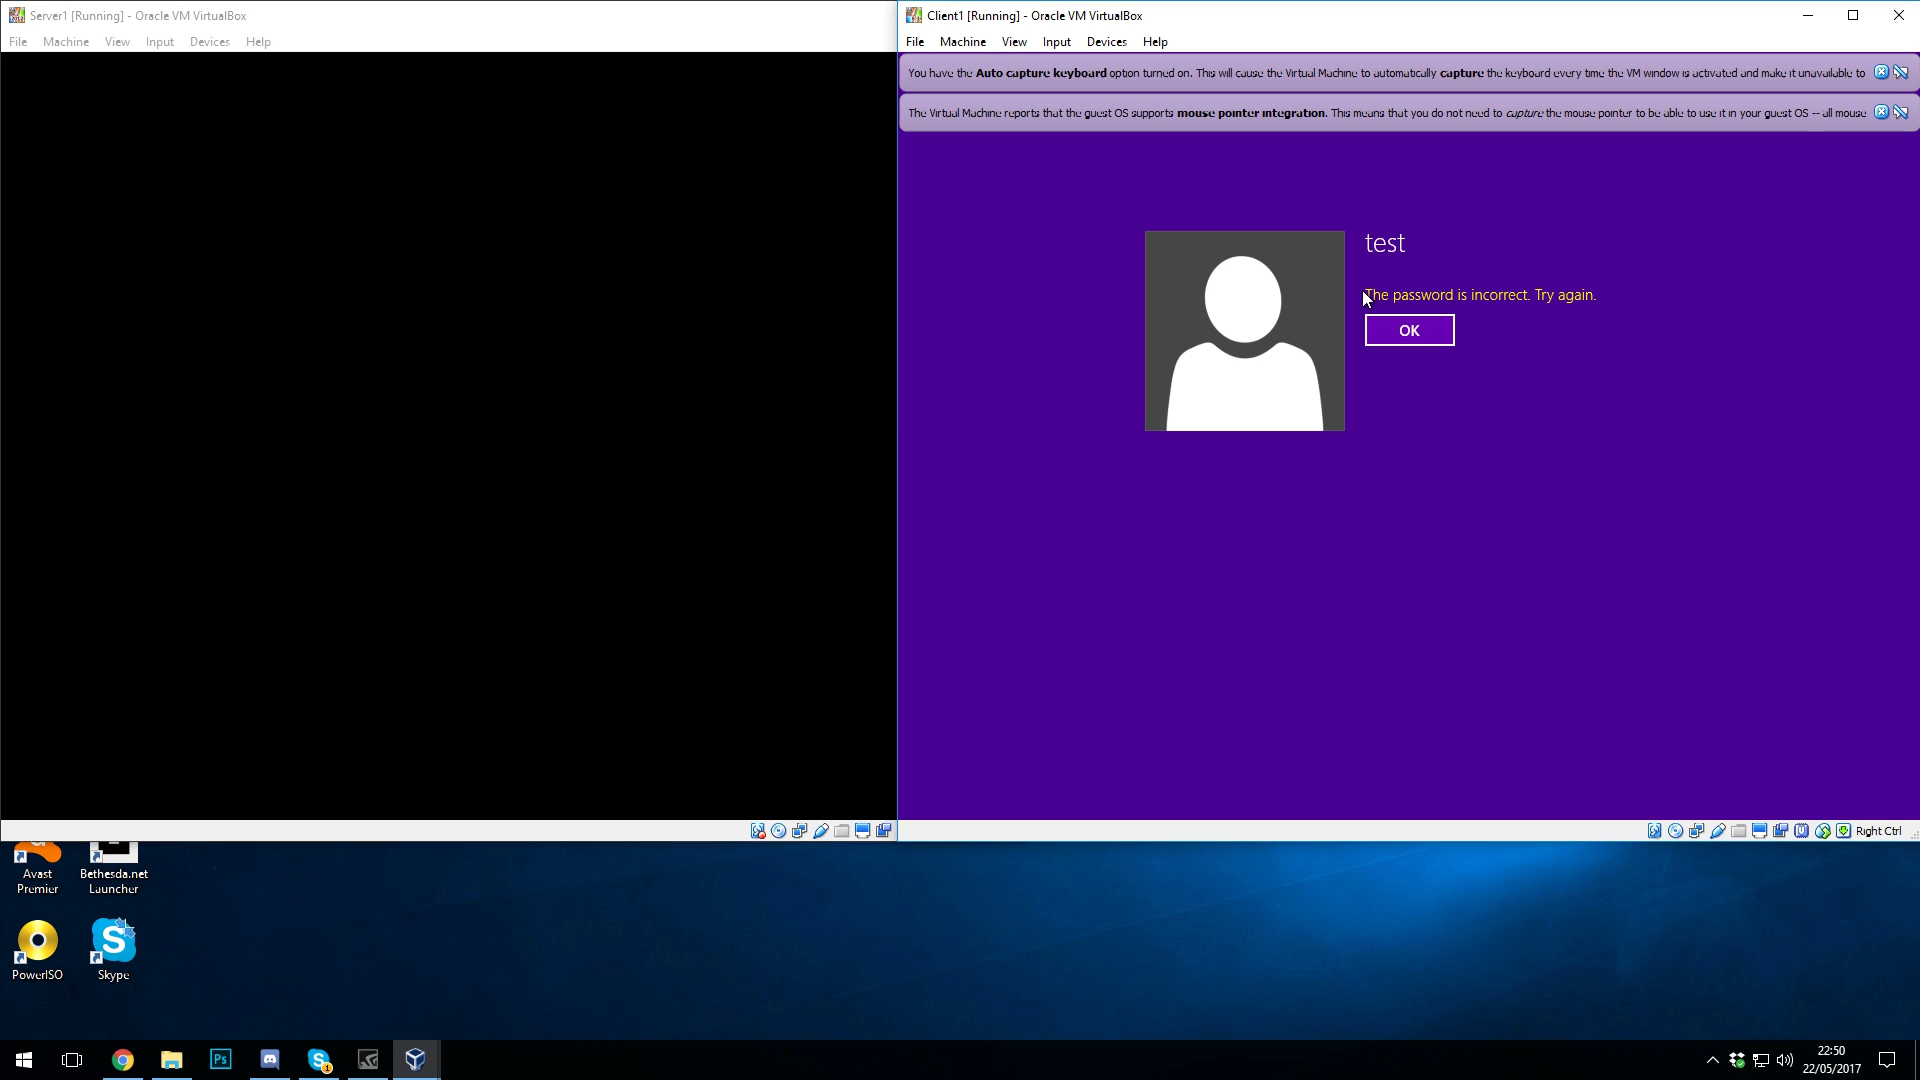 Server1 [Running] - Oracle VM VirtualBox
File Machine View Input Devices Help
Client1 [Running] - Oracle VM VirtualBox
File Machine View Input Devices Help
You have the Auto capture keyboard option turned on. This will cause the Virtual Machine to automatically capture the keyboard every time the VM window is activated and make it unavailable to
The Virtual Machine reports that the guest OS supports mouse pointer integration. This means that you do not need to capture the mouse pointer to be able to use it in your guest OS -- all mouse
test
The password is incorrect. Try again.
OK
Right Ctrl
Avast
Premier
Bethesda.net
Launcher
PowerISO
Skype
Ps
1
22:50
22/05/2017